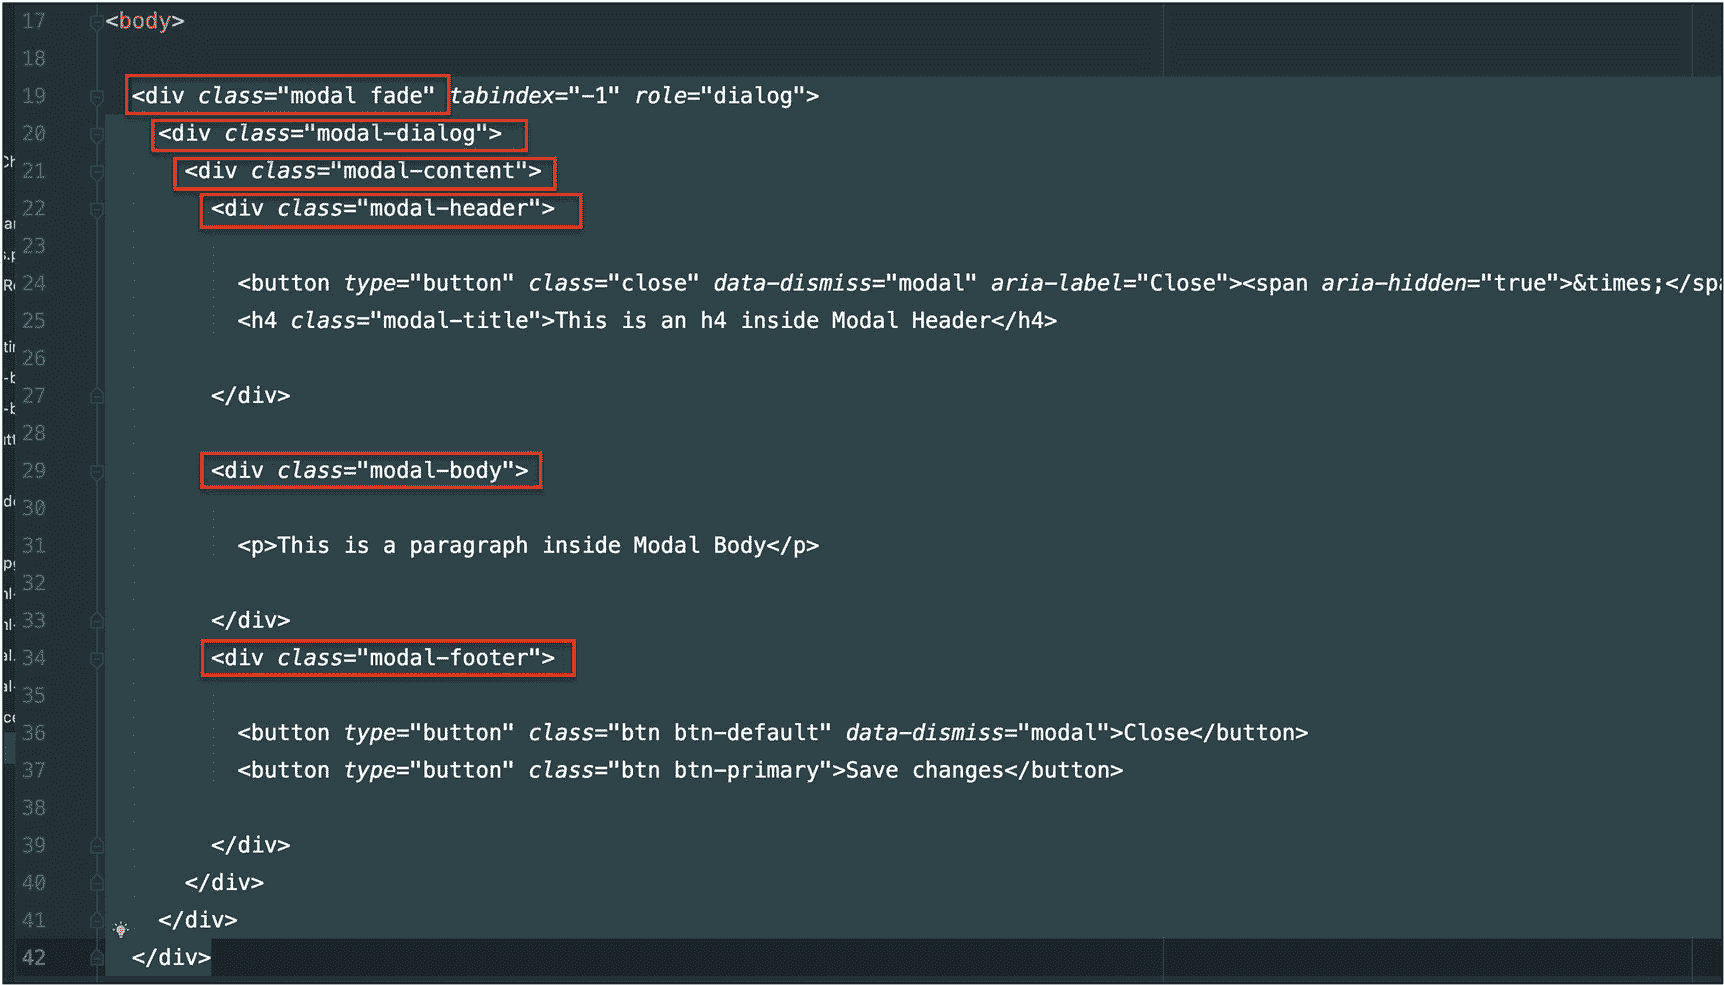 17 <body>
18
19 <div class="modal fade" tabindex="-1" role="dialog">
20 <div class="modal-dialog">
21 <div class="modal-content">
22 <div class="modal-header">
23
24 <button type="button" class="close" data-dismiss="modal" aria-label="Close"><span aria-hidden="true">&times;</spa
25 <h4 class="modal-title">This is an h4 inside Modal Header</h4>
26
27 </div>
28
29 <div class="modal-body">
30
31 <p>This is a paragraph inside Modal Body</p>
32
33 </div>
34 <div class="modal-footer">
35
36 <button type="button" class="btn btn-default" data-dismiss="modal">Close</button>
37 <button type="button" class="btn btn-primary">Save changes</button>
38
39 </div>
40 </div>
41 </div>
42 </div>